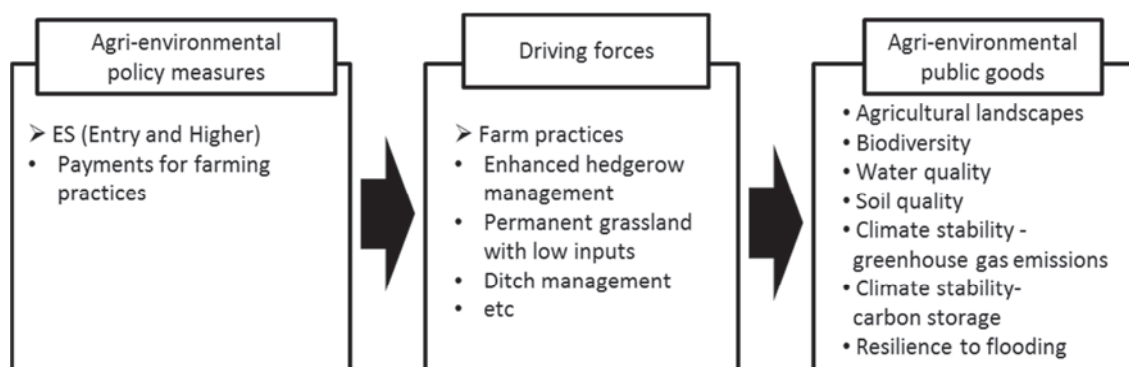 Agri-environmental
policy measures
➢ ES (Entry and Higher)
• Payments for farming
practices
Driving forces
➢ Farm practices
• Enhanced hedgerow
management
• Permanent grassland
with low inputs
• Ditch management
• etc
Agri-environmental
public goods
• Agricultural landscapes
• Biodiversity
• Water quality
• Soil quality
• Climate stability -
greenhouse gas emissions
• Climate stability-
carbon storage
• Resilience to flooding